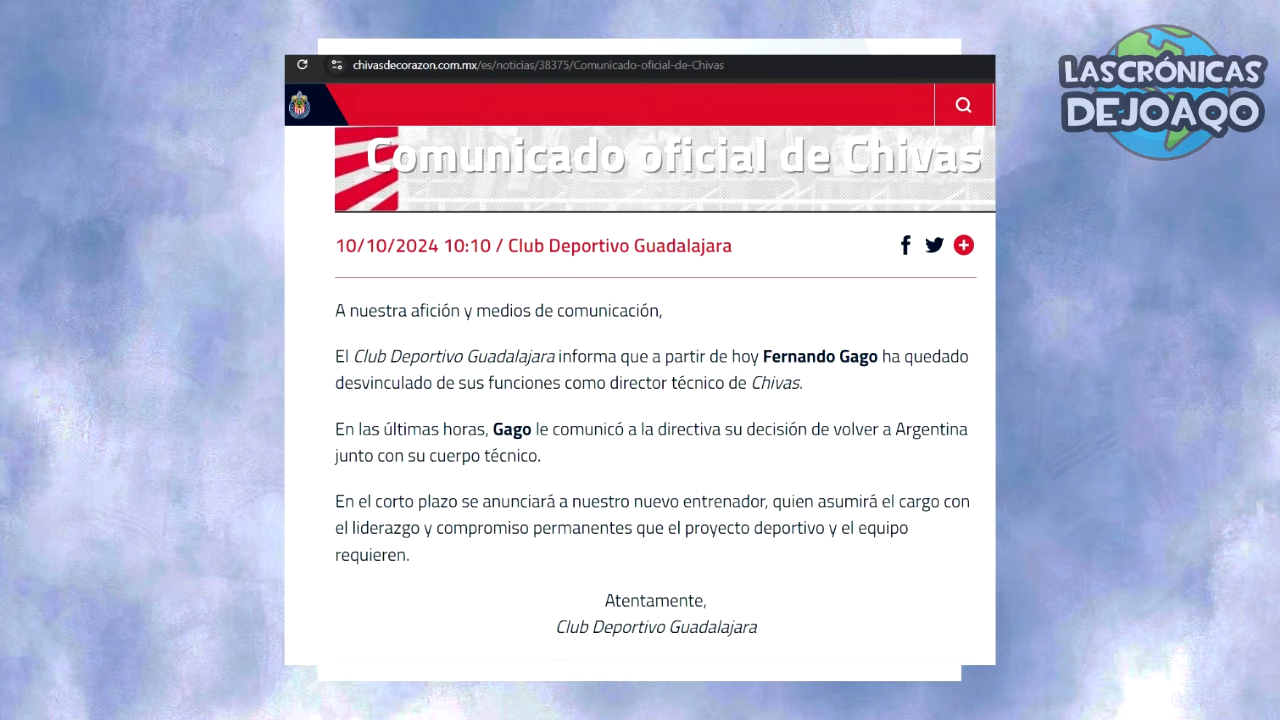 chivasdecorazon.com.mx/es/noticias/38375/Comunicado-oficial-de-Chivas
LAS CRÓNICAS
DE JOAQO
Comunicado oficial de Chivas
10/10/2024 10:10 / Club Deportivo Guadalajara
A nuestra afición y medios de comunicación,
El Club Deportivo Guadalajara informa que a partir de hoy Fernando Gago ha quedado
desvinculado de sus funciones como director técnico de Chivas.
En las últimas horas, Gago le comunicó a la directiva su decisión de volver a Argentina
junto con su cuerpo técnico.
En el corto plazo se anunciará a nuestro nuevo entrenador, quien asumirá el cargo con
el liderazgo y compromiso permanentes que el proyecto deportivo y el equipo
requieren.
Atentamente,
Club Deportivo Guadalajara